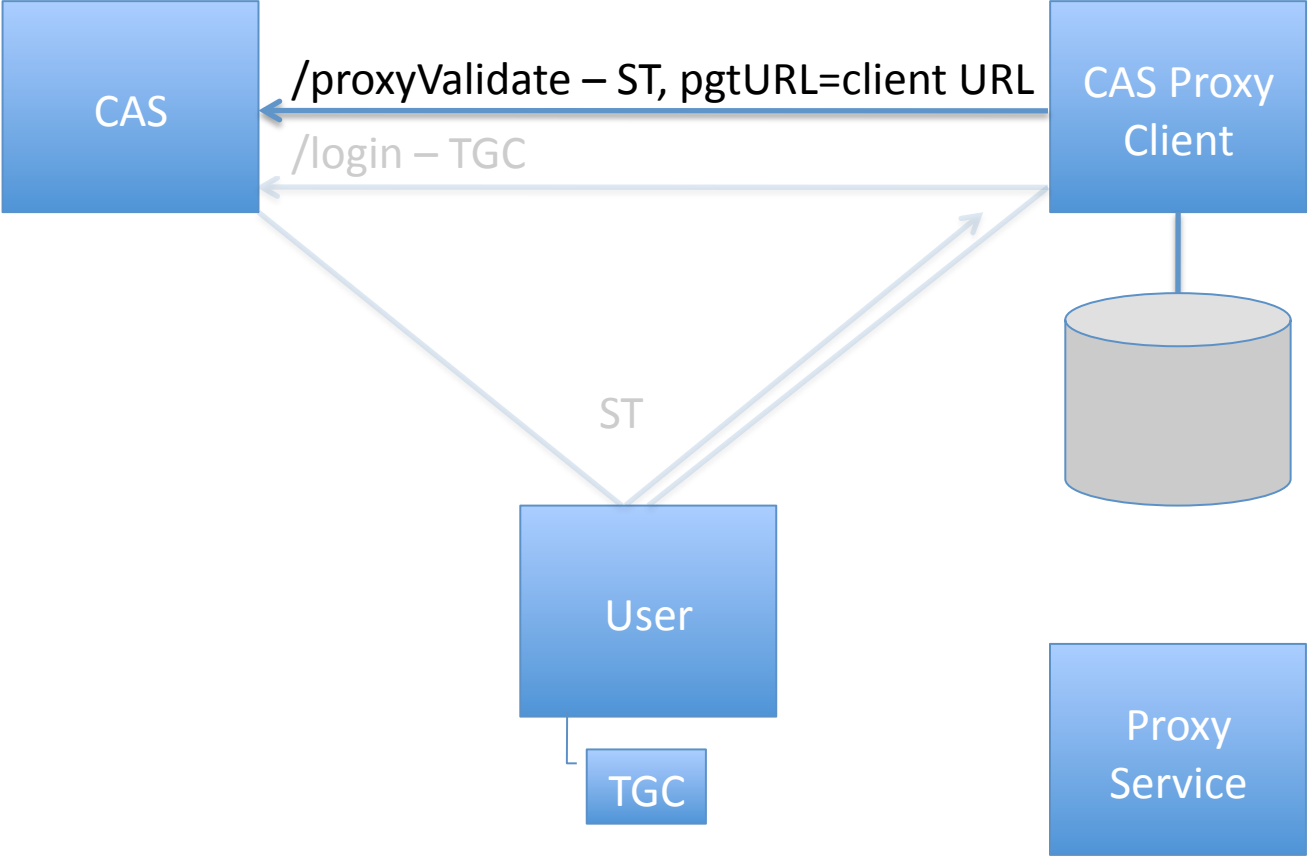 CAS
/proxyValidate – ST, pgtURL=client URL
/login – TGC
CAS Proxy
Client
ST
User
TGC
Proxy
Service